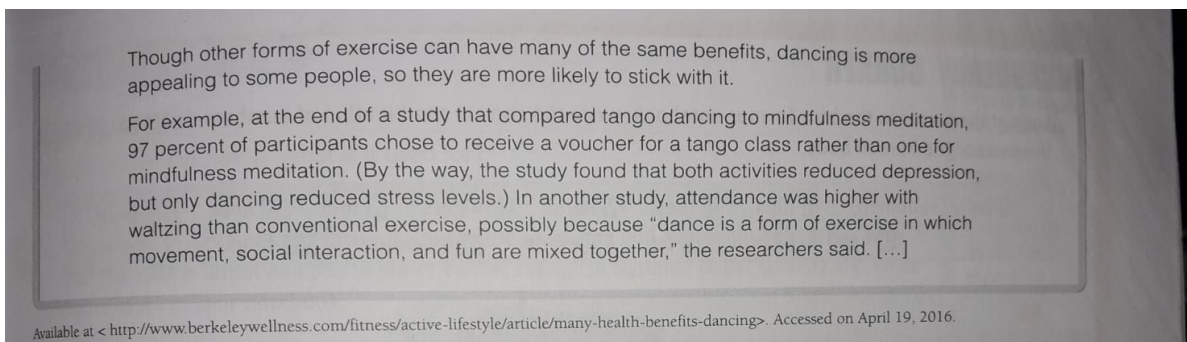 Though other forms of exercise can have many of the same benefits, dancing is more
appealing to some people, so they are more likely to stick with it.
For example, at the end of a study that compared tango dancing to mindfulness meditation,
97 percent of participants chose to receive a voucher for a tango class rather than one for
mindfulness meditation. (By the way, the study found that both activities reduced depression,
but only dancing reduced stress levels.) In another study, attendance was higher with
waltzing than conventional exercise, possibly because “dance is a form of exercise in which
movement, social interaction, and fun are mixed together,” the researchers said. [...]
Available at < http://www.berkeleywellness.com/fitness/active-lifestyle/article/many-health-benefits-dancing>. Accessed on April 19, 2016.